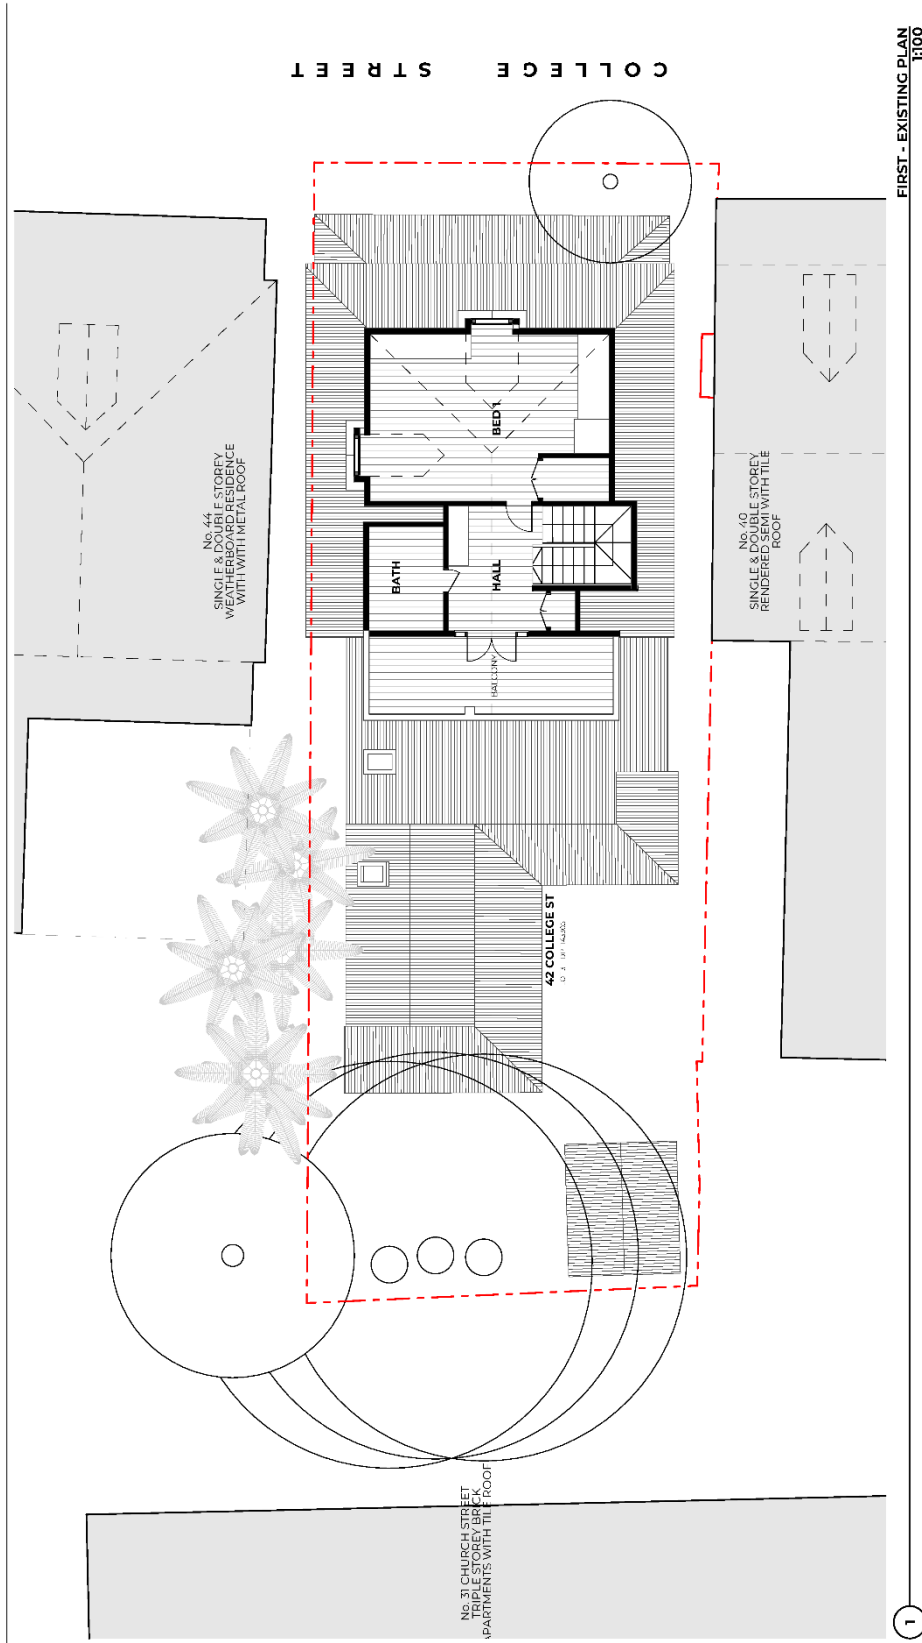 COLLEGE STREET
FIRST - EXISTING PLAN
1:100
No. 44
SINGLE & DOUBLE STOREY
WEATHERBOARD RESIDENCE
WITH WITH METAL ROOF
BED 1
BATH
HALL
BALCONY
No. 40
SINGLE & DOUBLE STOREY
RENDERED SEMI WITH TILE
ROOF
42 COLLEGE ST
No. 31 CHURCH STREET
TRIPLE STOREY BRICK
APARTMENTS WITH TILE ROOF
1